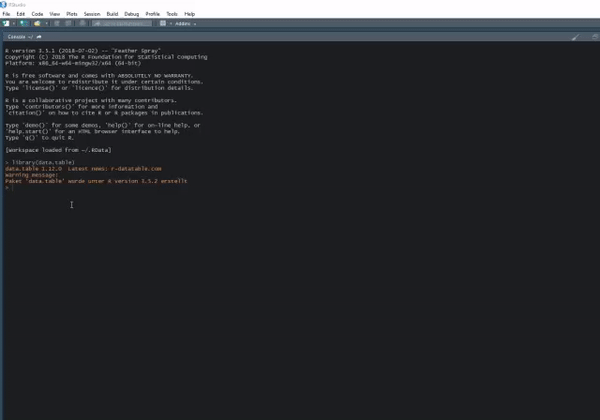 RStudio
File Edit Code View Plots Session Build Debug Profile Tools Help
Addins
Console ~/
R version 3.5.1 (2018-07-02) -- "Feather Spray"
Copyright (C) 2018 The R Foundation for Statistical Computing
Platform: x86_64-w64-mingw32/x64 (64-bit)
R is free software and comes with ABSOLUTELY NO WARRANTY.
You are welcome to redistribute it under certain conditions.
Type 'license()' or 'licence()' for distribution details.
R is a collaborative project with many contributors.
Type 'contributors()' for more information and
'citation()' on how to cite R or R packages in publications.
Type 'demo()' for some demos, 'help()' for on-line help, or
'help.start()' for an HTML browser interface to help.
Type 'q()' to quit R.
[Workspace loaded from ~/.RData]
> library(data.table)
data.table 1.12.0  Latest news: r-datatable.com
Warning message:
Paket 'data.table' wurde unter R version 3.5.2 erstellt
>